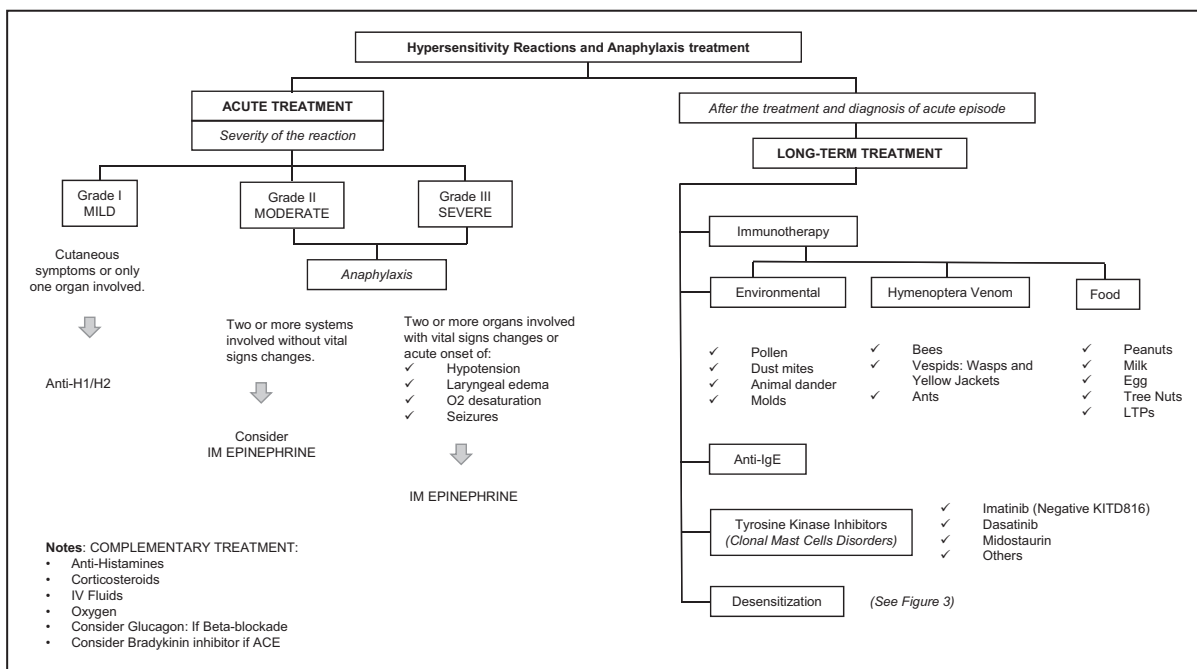 Hypersensitivity Reactions and Anaphylaxis treatment
ACUTE TREATMENT
Severity of the reaction
Grade I
MILD
Grade II
MODERATE
Grade III
SEVERE
Anaphylaxis
Cutaneous
symptoms or only
one organ involved.
Anti-H1/H2
Two or more systems
involved without vital
signs changes.
Consider
IM EPINEPHRINE
Two or more organs involved
with vital signs changes or
acute onset of:
✓ Hypotension
✓ Laryngeal edema
✓ O2 desaturation
✓ Seizures
IM EPINEPHRINE
Notes: COMPLEMENTARY TREATMENT:
• Anti-Histamines
• Corticosteroids
• IV Fluids
• Oxygen
• Consider Glucagon: If Beta-blockade
• Consider Bradykinin inhibitor if ACE
After the treatment and diagnosis of acute episode
LONG-TERM TREATMENT
Immunotherapy
Environmental
✓ Pollen
✓ Dust mites
✓ Animal dander
✓ Molds
Hymenoptera Venom
✓ Bees
✓ Vespids: Wasps and
Yellow Jackets
✓ Ants
Food
✓ Peanuts
✓ Milk
✓ Egg
✓ Tree Nuts
✓ LTPs
Anti-IgE
Tyrosine Kinase Inhibitors
(Clonal Mast Cells Disorders)
✓ Imatinib (Negative KITD816)
✓ Dasatinib
✓ Midostaurin
✓ Others
Desensitization
(See Figure 3)